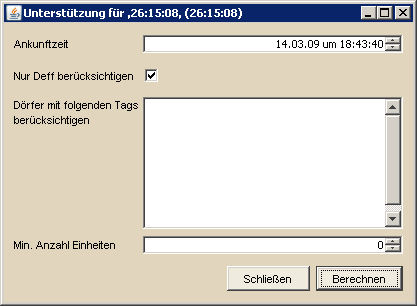 Unterstützung für ,26:15:08, (26:15:08)
Ankunftzeit
14.03.09 um 18:43:40
Nur Deff berücksichtigen
Dörfer mit folgenden Tags
berücksichtigen
Min. Anzahl Einheiten
0
Schließen
Berechnen